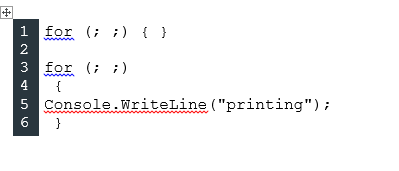 1 for (; ;) { }
2
3 for (; ;)
4 {
5 Console.WriteLine("printing");
6 }